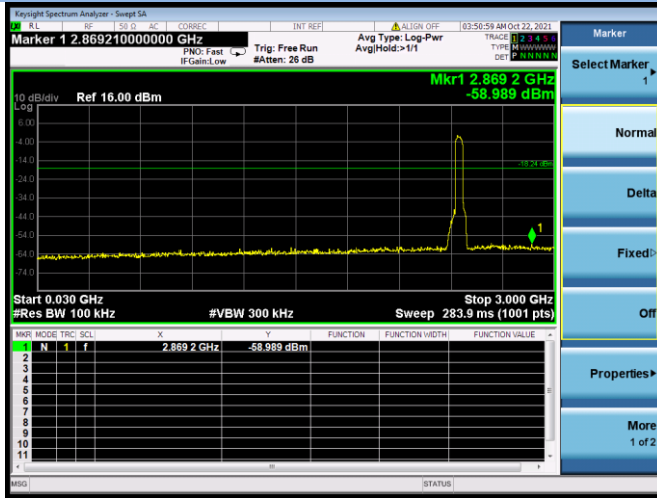 Keysight Spectrum Analyzer - Swept SA
RL RF 50 Ω AC CORREC INT REF ALIGN OFF 03:50:59 AM Oct 22, 2021
Marker 1 2.869210000000 GHz
PNO: Fast
IFGain:Low
Trig: Free Run
#Atten: 26 dB
Avg Type: Log-Pwr
Avg|Hold:>1/1
TRACE 1 2 3 4 5 6
TYPE M WWWWW
DET P N N N N N
Mkr1 2.869 2 GHz
-58.989 dBm
10 dB/div Ref 16.00 dBm
Log
6.00
-4.00
-14.0
-18.24 dBm
-24.0
-34.0
-44.0
-54.0
1
-64.0
-74.0
Start 0.030 GHz Stop 3.000 GHz
#Res BW 100 kHz #VBW 300 kHz Sweep 283.9 ms (1001 pts)
MKR MODE TRC SCL X Y FUNCTION FUNCTION WIDTH FUNCTION VALUE
1 N 1 f 2.869 2 GHz -58.989 dBm
2
3
4
5
6
7
8
9
10
11
MSG STATUS
Marker
Select Marker
1
Normal
Delta
Fixed
Off
Properties
More
1 of 2